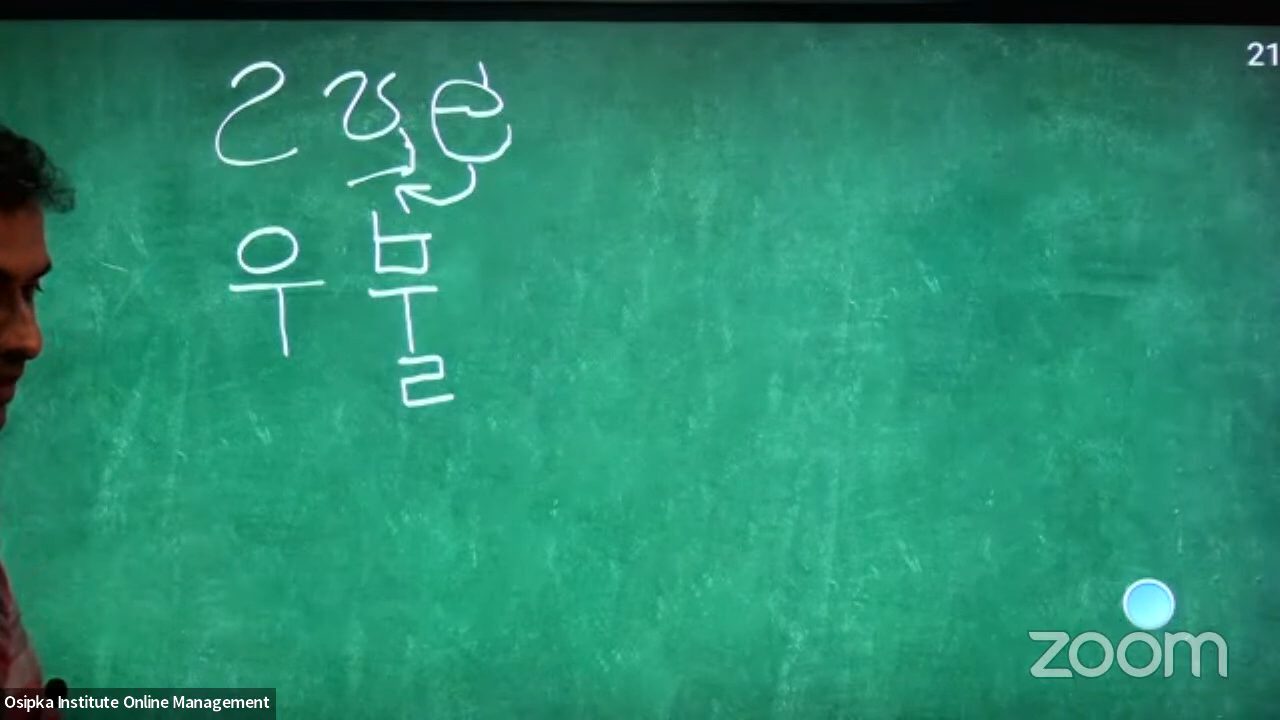 21
උපුල්
우불
zoom
Osipka Institute Online Management